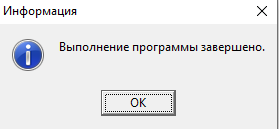 Информация
Выполнение программы завершено.
OK